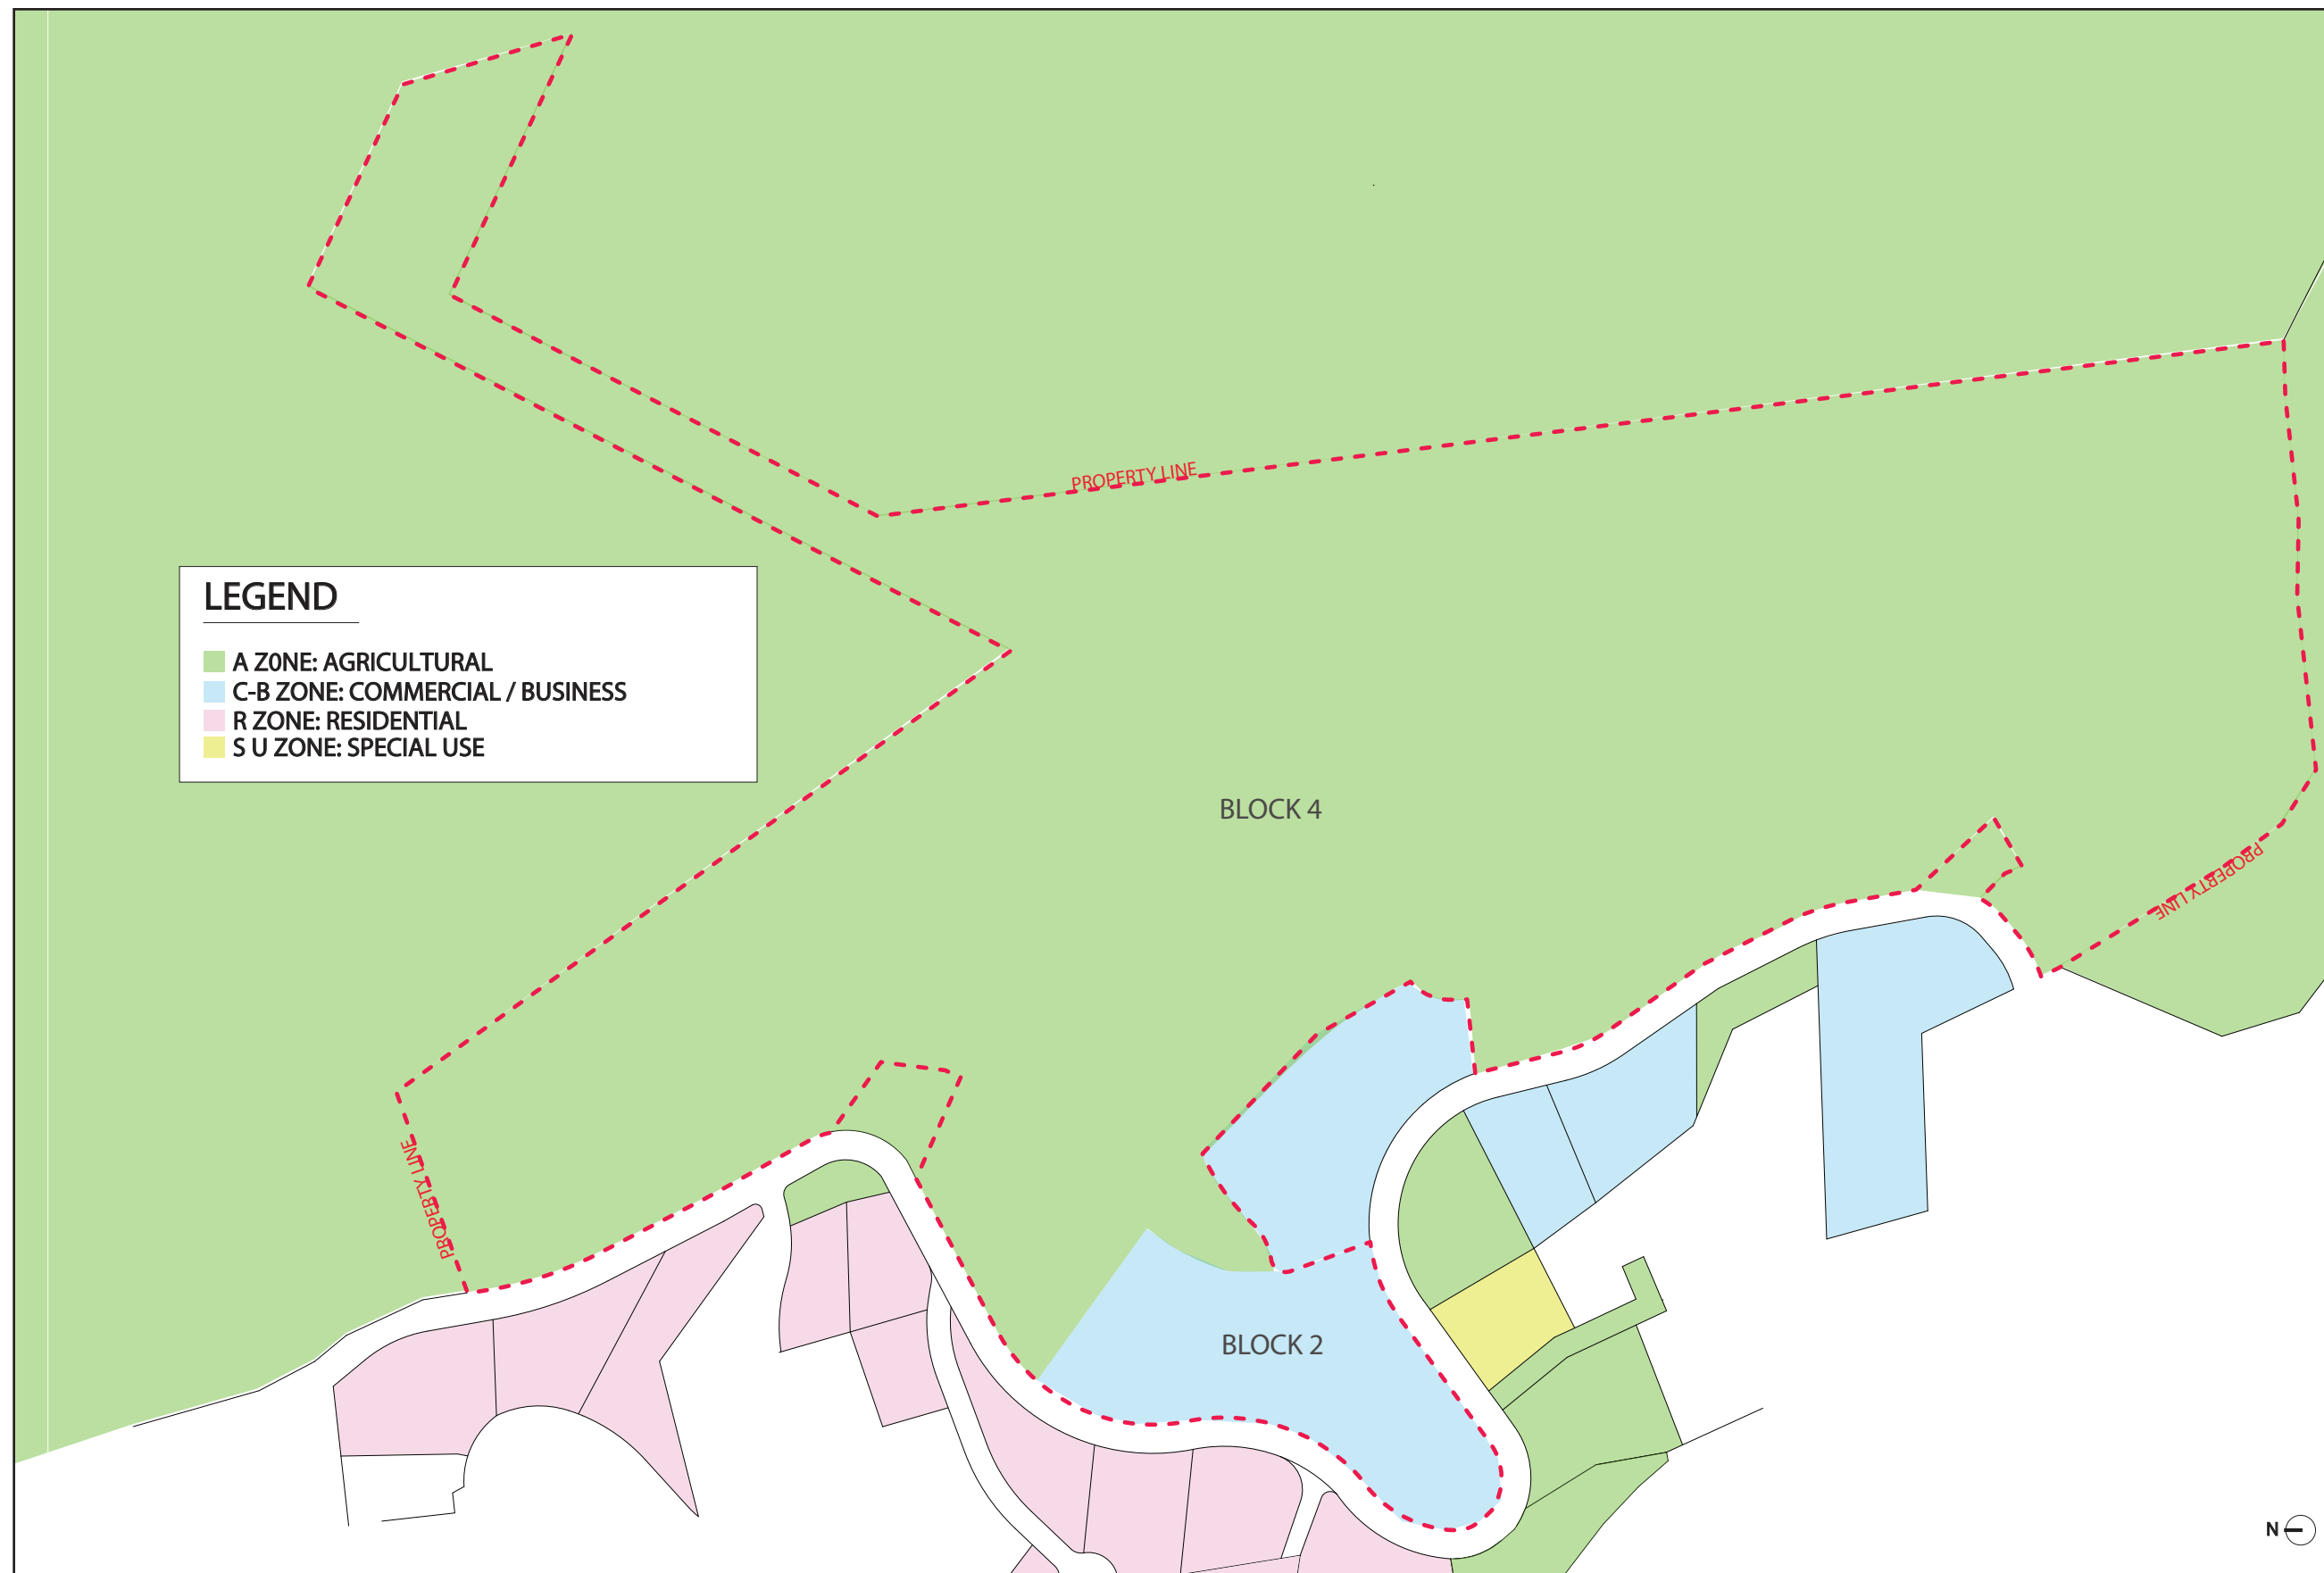 PROPERTY LINE
LEGEND
A Z0NE: AGRICULTURAL
C-B ZONE: COMMERCIAL / BUSINESS
R ZONE: RESIDENTIAL
S U ZONE: SPECIAL USE
BLOCK 4
PROPERTY LINE
PROPERTY LINE
BLOCK 2
N